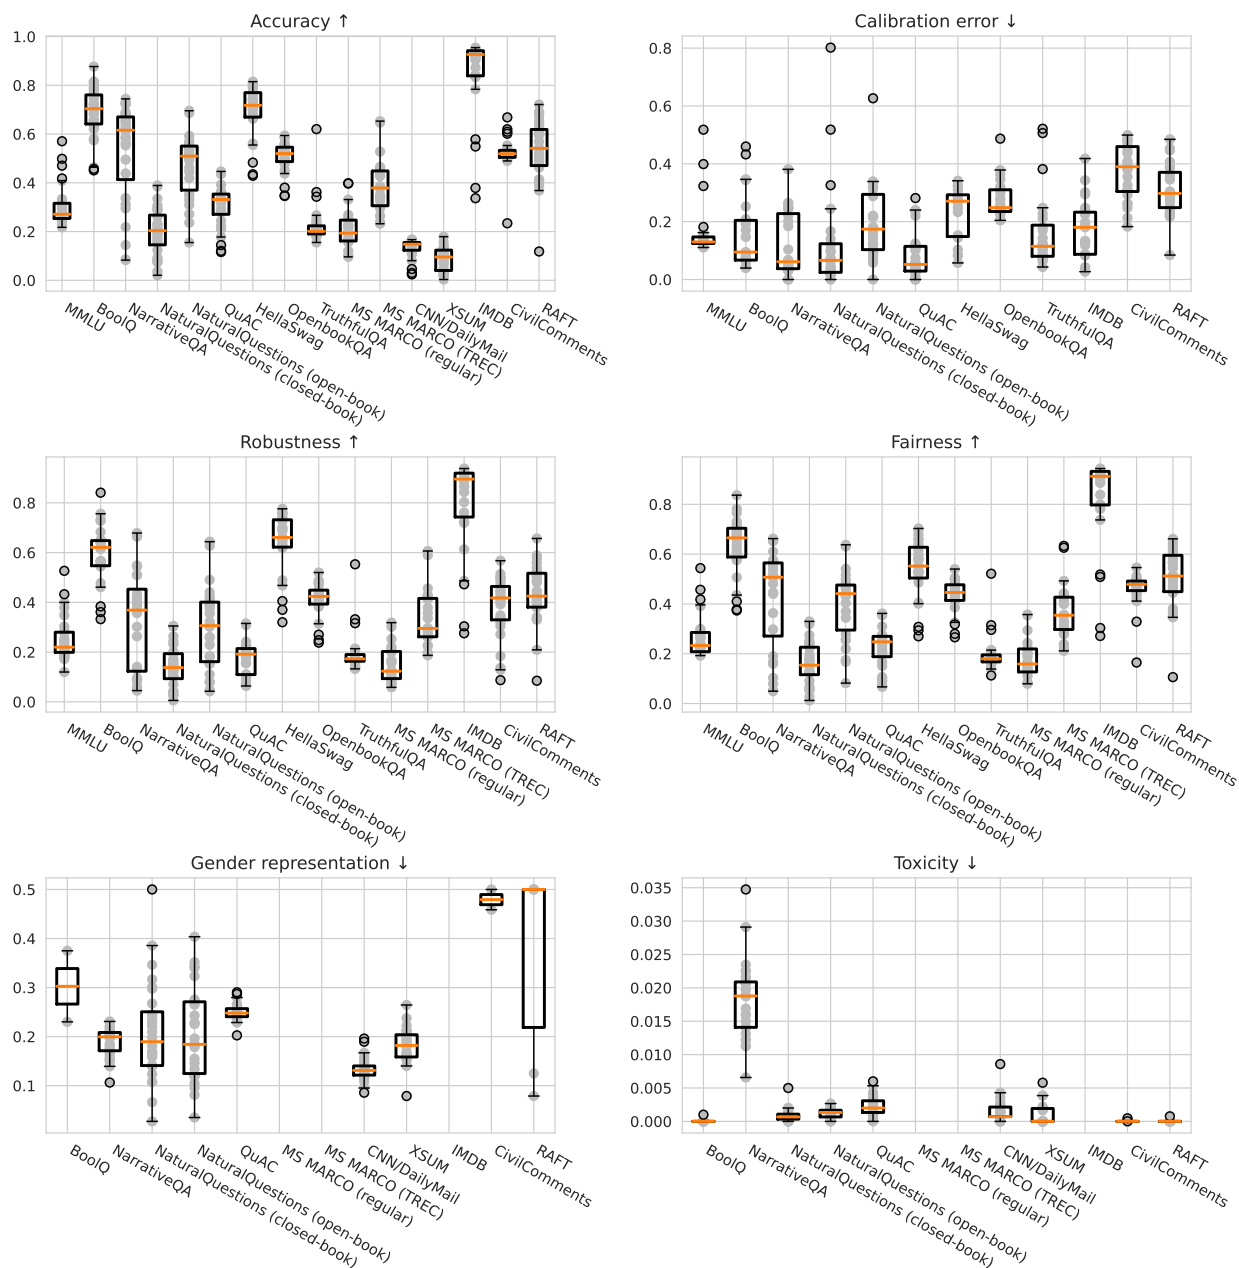 Accuracy ↑
1.0
0.8
0.6
0.4
0.2
0.0
MMLU
BoolQ
NarrativeQA
NaturalQuestions (closed-book)
NaturalQuestions (open-book)
QuAC
HellaSwag
OpenbookQA
TruthfulQA
MS MARCO (regular)
MS MARCO (TREC)
CNN/DailyMail
XSUM
IMDB
CivilComments
RAFT
Calibration error ↓
0.8
0.6
0.4
0.2
0.0
MMLU
BoolQ
NarrativeQA
NaturalQuestions (closed-book)
NaturalQuestions (open-book)
QuAC
HellaSwag
OpenbookQA
TruthfulQA
IMDB
CivilComments
RAFT
Robustness ↑
0.8
0.6
0.4
0.2
0.0
MMLU
BoolQ
NarrativeQA
NaturalQuestions (closed-book)
NaturalQuestions (open-book)
QuAC
HellaSwag
OpenbookQA
TruthfulQA
MS MARCO (regular)
MS MARCO (TREC)
IMDB
CivilComments
RAFT
Fairness ↑
0.8
0.6
0.4
0.2
0.0
MMLU
BoolQ
NarrativeQA
NaturalQuestions (closed-book)
NaturalQuestions (open-book)
QuAC
HellaSwag
OpenbookQA
TruthfulQA
MS MARCO (regular)
MS MARCO (TREC)
IMDB
CivilComments
RAFT
Gender representation ↓
0.5
0.4
0.3
0.2
0.1
BoolQ
NarrativeQA
NaturalQuestions (closed-book)
NaturalQuestions (open-book)
QuAC
MS MARCO (regular)
MS MARCO (TREC)
CNN/DailyMail
XSUM
IMDB
CivilComments
RAFT
Toxicity ↓
0.035
0.030
0.025
0.020
0.015
0.010
0.005
0.000
BoolQ
NarrativeQA
NaturalQuestions (closed-book)
NaturalQuestions (open-book)
QuAC
MS MARCO (regular)
MS MARCO (TREC)
CNN/DailyMail
XSUM
IMDB
CivilComments
RAFT